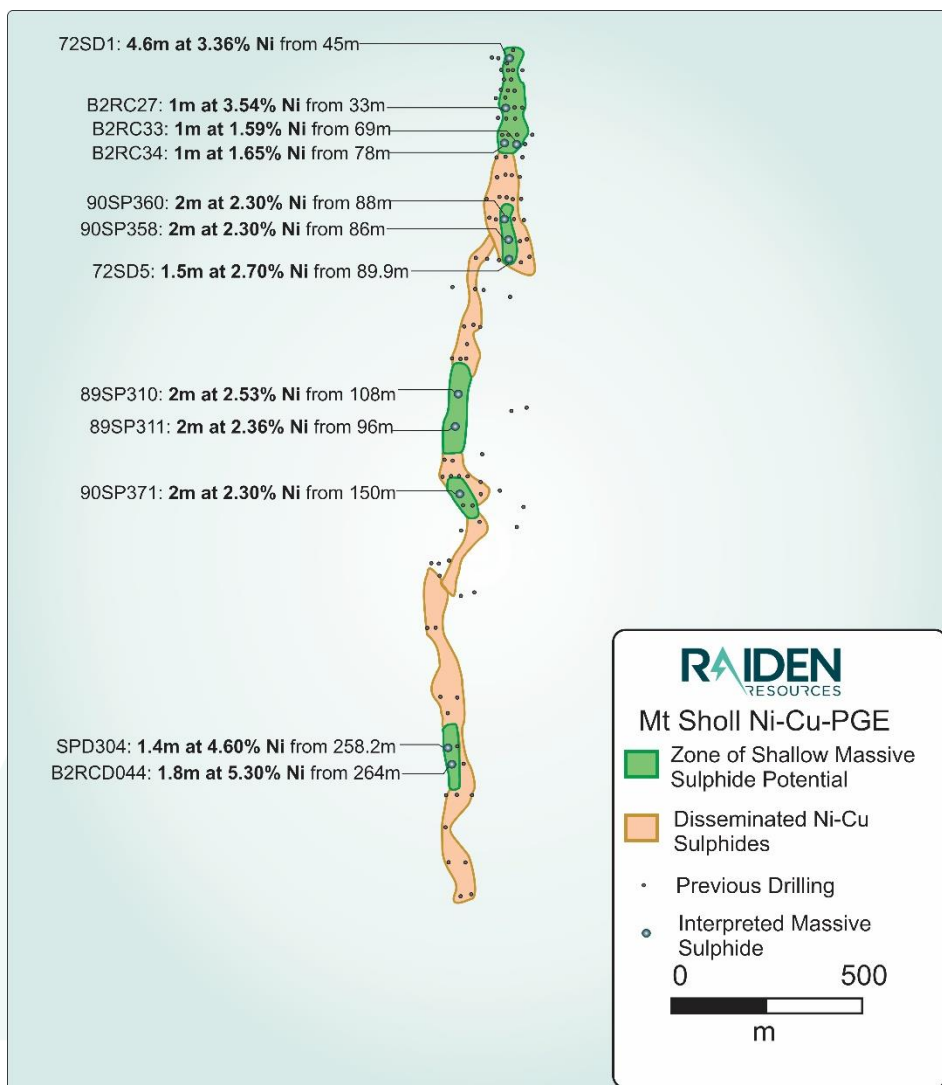 72SD1: 4.6m at 3.36% Ni from 45m
B2RC27: 1m at 3.54% Ni from 33m
B2RC33: 1m at 1.59% Ni from 69m
B2RC34: 1m at 1.65% Ni from 78m
90SP360: 2m at 2.30% Ni from 88m
90SP358: 2m at 2.30% Ni from 86m
72SD5: 1.5m at 2.70% Ni from 89.9m
89SP310: 2m at 2.53% Ni from 108m
89SP311: 2m at 2.36% Ni from 96m
90SP371: 2m at 2.30% Ni from 150m
SPD304: 1.4m at 4.60% Ni from 258.2m
B2RCD044: 1.8m at 5.30% Ni from 264m
RAIDEN
RESOURCES
Mt Sholl Ni-Cu-PGE
Zone of Shallow Massive
Sulphide Potential
Disseminated Ni-Cu
Sulphides
Previous Drilling
Interpreted Massive
Sulphide
0 500
m